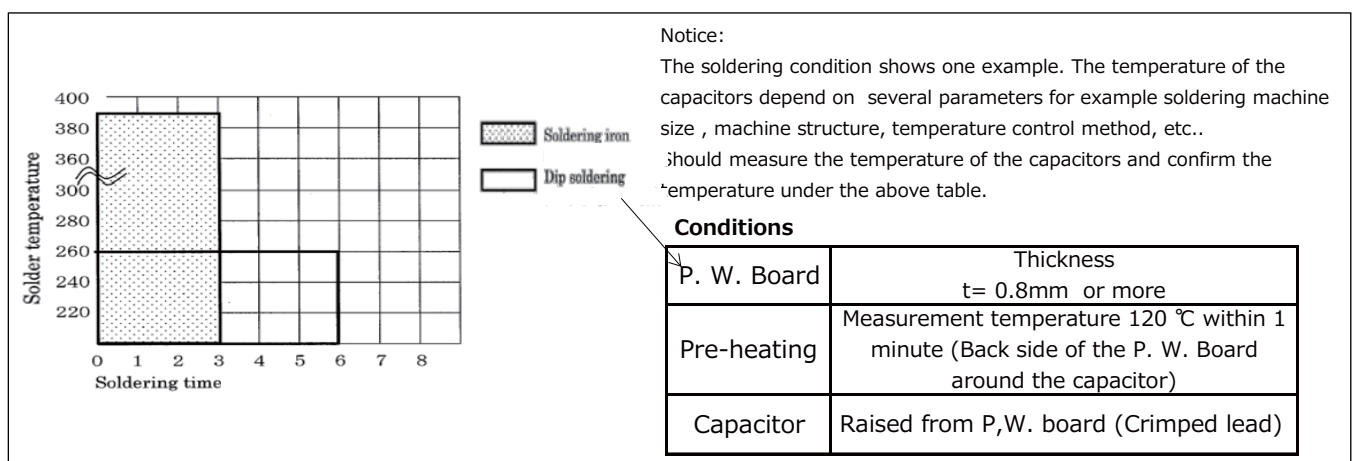 Notice:
The soldering condition shows one example. The temperature of the
capacitors depend on several parameters for example soldering machine
size , machine structure, temperature control method, etc..
Should measure the temperature of the capacitors and confirm the
temperature under the above table.
400
380
360
300
280
260
240
220
Solder temperature
0 1 2 3 4 5 6 7 8
Soldering time
Soldering iron
Dip soldering
Conditions
P. W. Board
Thickness
t= 0.8mm or more
Pre-heating
Measurement temperature 120 ℃ within 1
minute (Back side of the P. W. Board
around the capacitor)
Capacitor
Raised from P,W. board (Crimped lead)